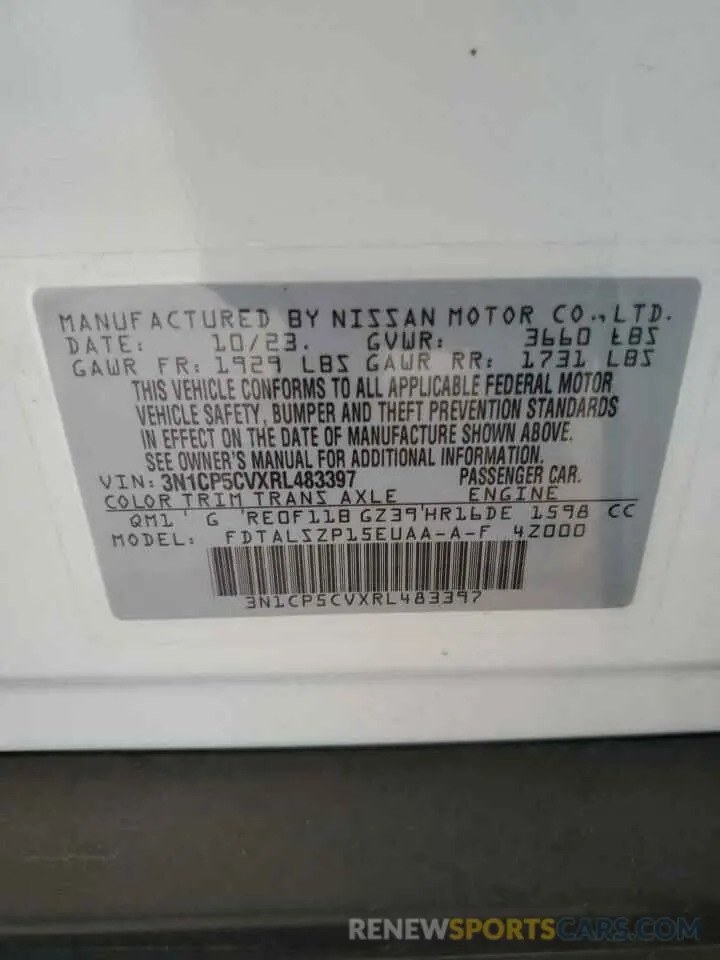 MANUFACTURED BY NISSAN MOTOR CO., LTD.
DATE: 10/23. GVWR: 3660 LBS
GAWR FR: 1929 LBS GAWR RR: 1731 LBS
THIS VEHICLE CONFORMS TO ALL APPLICABLE FEDERAL MOTOR
VEHICLE SAFETY, BUMPER AND THEFT PREVENTION STANDARDS
IN EFFECT ON THE DATE OF MANUFACTURE SHOWN ABOVE.
SEE OWNER'S MANUAL FOR ADDITIONAL INFORMATION.
VIN: 3N1CP5CVXRL483397 PASSENGER CAR.
COLOR TRIM TRANS AXLE ENGINE
QM1 ' G 'RE0F11B GZ39'HR16DE 1598 CC
MODEL: FDTALSZP15EUAA-A-F 4Z000
3N1CP5CVXRL483397
RENEWSPORTCARS.COM